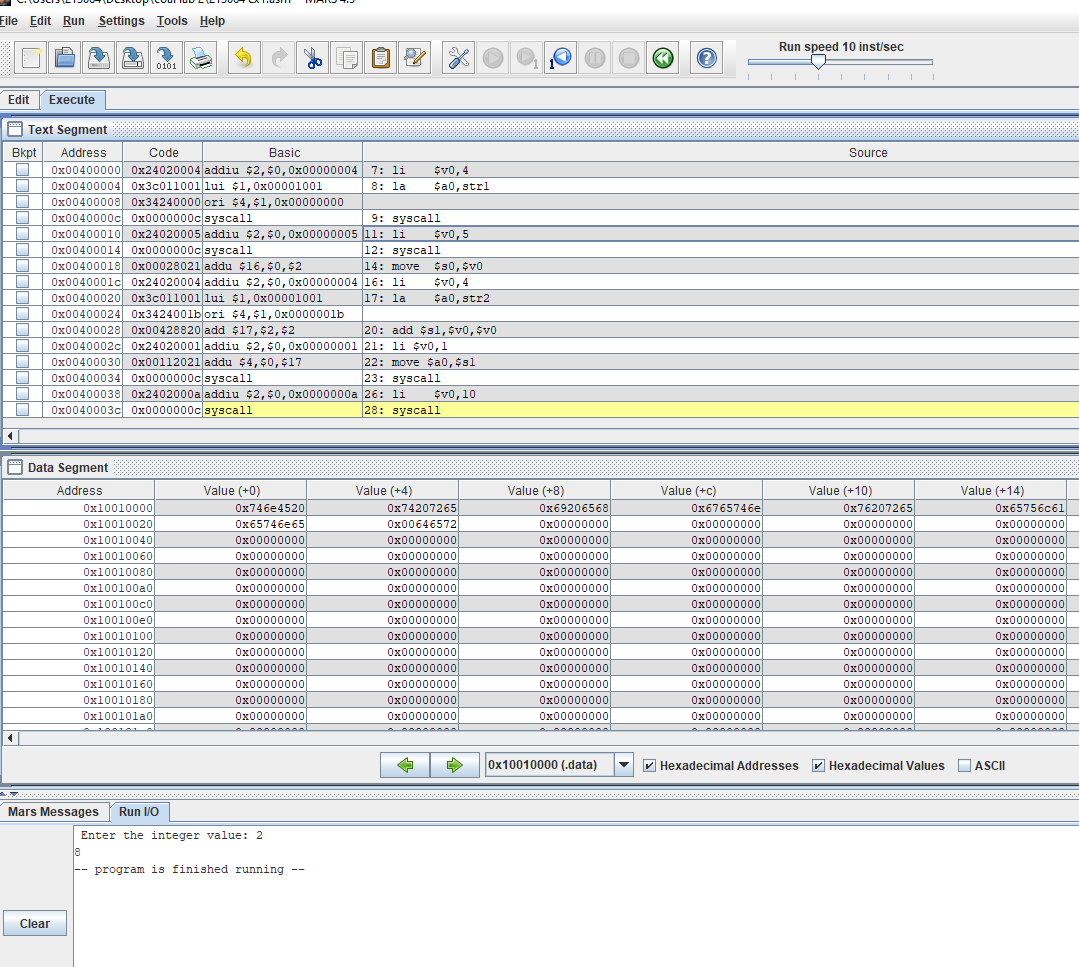 File Edit Run Settings Tools Help
Run speed 10 inst/sec
Edit Execute
Text Segment
Bkpt Address Code Basic Source
0x00400000 0x24020004 addiu $2,$0,0x00000004 7: li $v0,4
0x00400004 0x3c011001 lui $1,0x00001001 8: la $a0,str1
0x00400008 0x34240000 ori $4,$1,0x00000000
0x0040000c 0x0000000c syscall 9: syscall
0x00400010 0x24020005 addiu $2,$0,0x00000005 11: li $v0,5
0x00400014 0x0000000c syscall 12: syscall
0x00400018 0x00028021 addu $16,$0,$2 14: move $s0,$v0
0x0040001c 0x24020004 addiu $2,$0,0x00000004 16: li $v0,4
0x00400020 0x3c011001 lui $1,0x00001001 17: la $a0,str2
0x00400024 0x3424001b ori $4,$1,0x0000001b
0x00400028 0x00428820 add $17,$2,$2 20: add $s1,$v0,$v0
0x0040002c 0x24020001 addiu $2,$0,0x00000001 21: li $v0,1
0x00400030 0x00112021 addu $4,$0,$17 22: move $a0,$s1
0x00400034 0x0000000c syscall 23: syscall
0x00400038 0x2402000a addiu $2,$0,0x0000000a 26: li $v0,10
0x0040003c 0x0000000c syscall 28: syscall
Data Segment
Address Value (+0) Value (+4) Value (+8) Value (+c) Value (+10) Value (+14)
0x10010000 0x746e4520 0x74207265 0x69206568 0x6765746e 0x76207265 0x65756c61
0x10010020 0x65746e65 0x00646572 0x00000000 0x00000000 0x00000000 0x00000000
0x10010040 0x00000000 0x00000000 0x00000000 0x00000000 0x00000000 0x00000000
0x10010060 0x00000000 0x00000000 0x00000000 0x00000000 0x00000000 0x00000000
0x10010080 0x00000000 0x00000000 0x00000000 0x00000000 0x00000000 0x00000000
0x100100a0 0x00000000 0x00000000 0x00000000 0x00000000 0x00000000 0x00000000
0x100100c0 0x00000000 0x00000000 0x00000000 0x00000000 0x00000000 0x00000000
0x100100e0 0x00000000 0x00000000 0x00000000 0x00000000 0x00000000 0x00000000
0x10010100 0x00000000 0x00000000 0x00000000 0x00000000 0x00000000 0x00000000
0x10010120 0x00000000 0x00000000 0x00000000 0x00000000 0x00000000 0x00000000
0x10010140 0x00000000 0x00000000 0x00000000 0x00000000 0x00000000 0x00000000
0x10010160 0x00000000 0x00000000 0x00000000 0x00000000 0x00000000 0x00000000
0x10010180 0x00000000 0x00000000 0x00000000 0x00000000 0x00000000 0x00000000
0x100101a0 0x00000000 0x00000000 0x00000000 0x00000000 0x00000000 0x00000000
0x10010000 (.data) Hexadecimal Addresses Hexadecimal Values ASCII
Mars Messages Run I/O
Enter the integer value: 2
8
-- program is finished running --
Clear